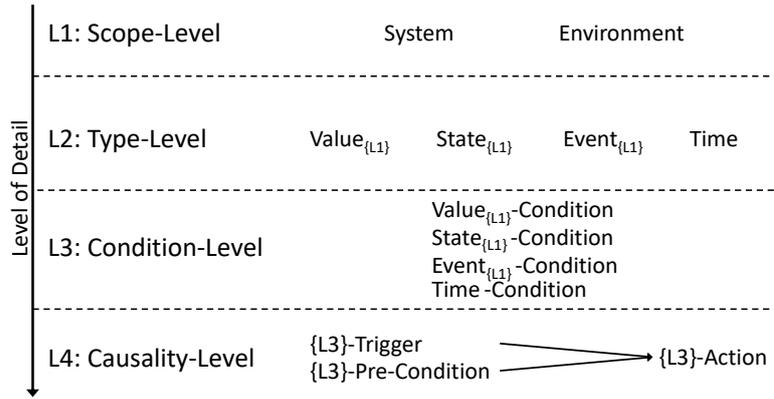 Level of Detail
L1: Scope-Level System Environment
L2: Type-Level Value{L1} State{L1} Event{L1} Time
Value{L1}-Condition
State{L1}-Condition
L3: Condition-Level
Event{L1}-Condition
Time-Condition
{L3}-Trigger
L4: Causality-Level {L3}-Action
{L3}-Pre-Condition